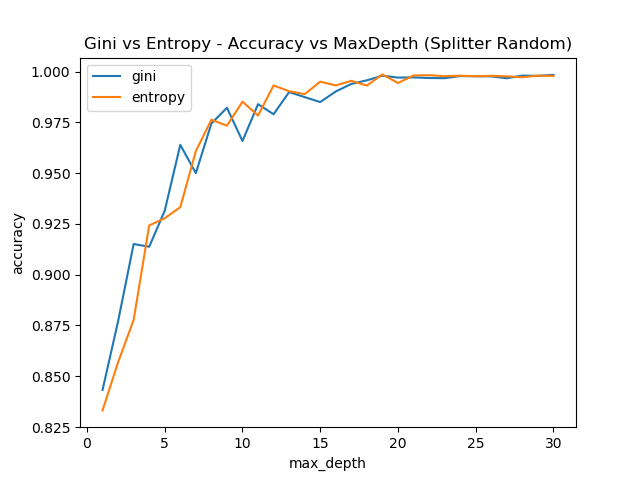 Gini vs Entropy - Accuracy vs MaxDepth (Splitter Random)
gini
entropy
1.000
0.975
0.950
0.925
0.900
0.875
0.850
0.825
accuracy
0 5 10 15 20 25 30
max_depth